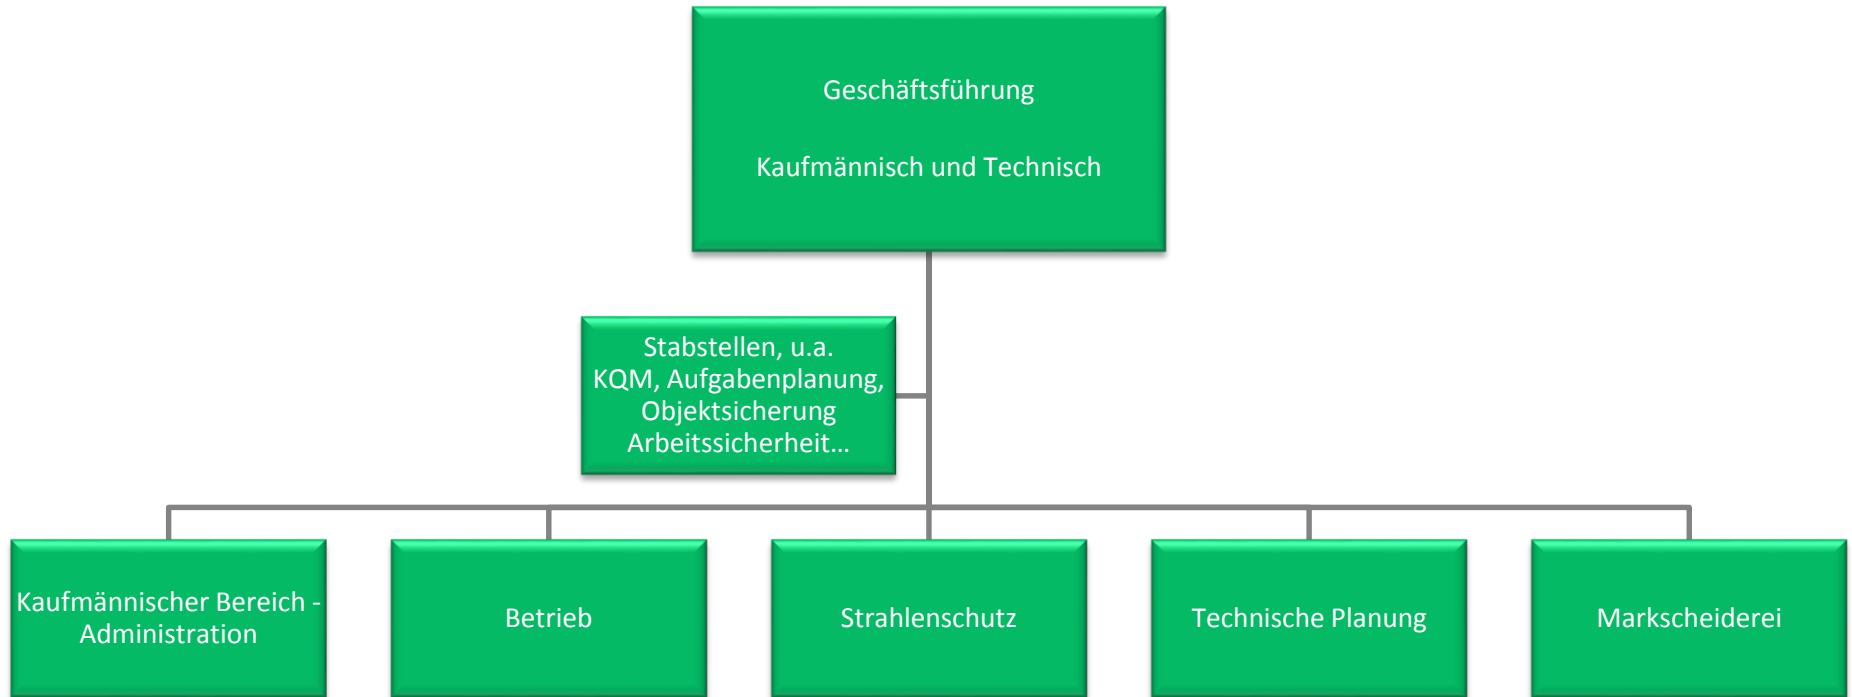 Geschäftsführung
Kaufmännisch und Technisch
Stabstellen, u.a.
KQM, Aufgabenplanung,
Objektsicherung
Arbeitssicherheit…
Kaufmännischer Bereich -
Administration
Betrieb
Strahlenschutz
Technische Planung
Markscheiderei